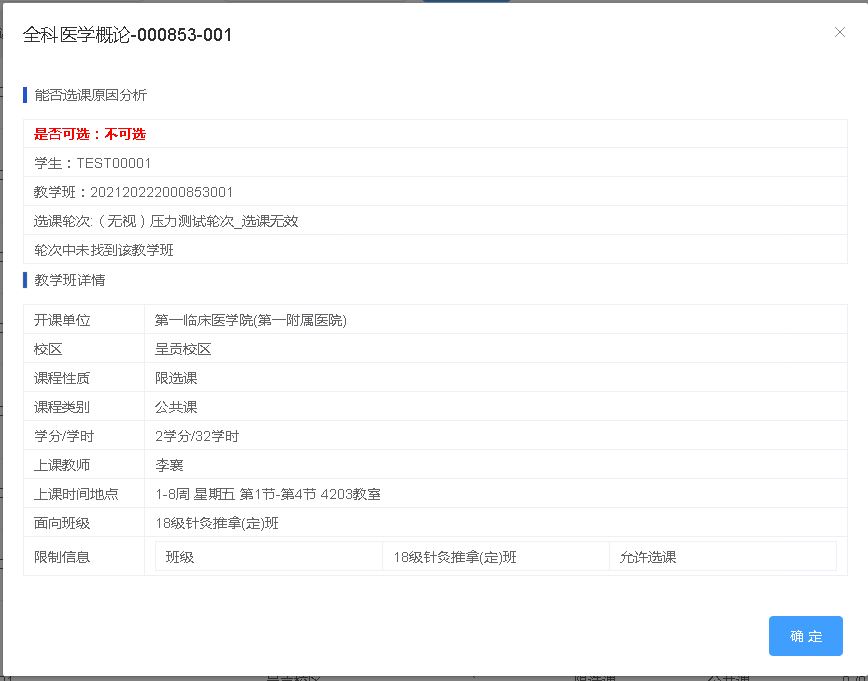 全科医学概论-000853-001
能否选课原因分析
是否可选：不可选
学生：TEST00001
教学班：202120222000853001
选课轮次:（无视）压力测试轮次_选课无效
轮次中未找到该教学班
教学班详情
开课单位 第一临床医学院(第一附属医院)
校区 呈贡校区
课程性质 限选课
课程类别 公共课
学分/学时 2学分/32学时
上课教师 李襄
上课时间地点 1-8周 星期五 第1节-第4节 4203教室
面向班级 18级针灸推拿(定)班
限制信息 班级 18级针灸推拿(定)班 允许选课
确 定